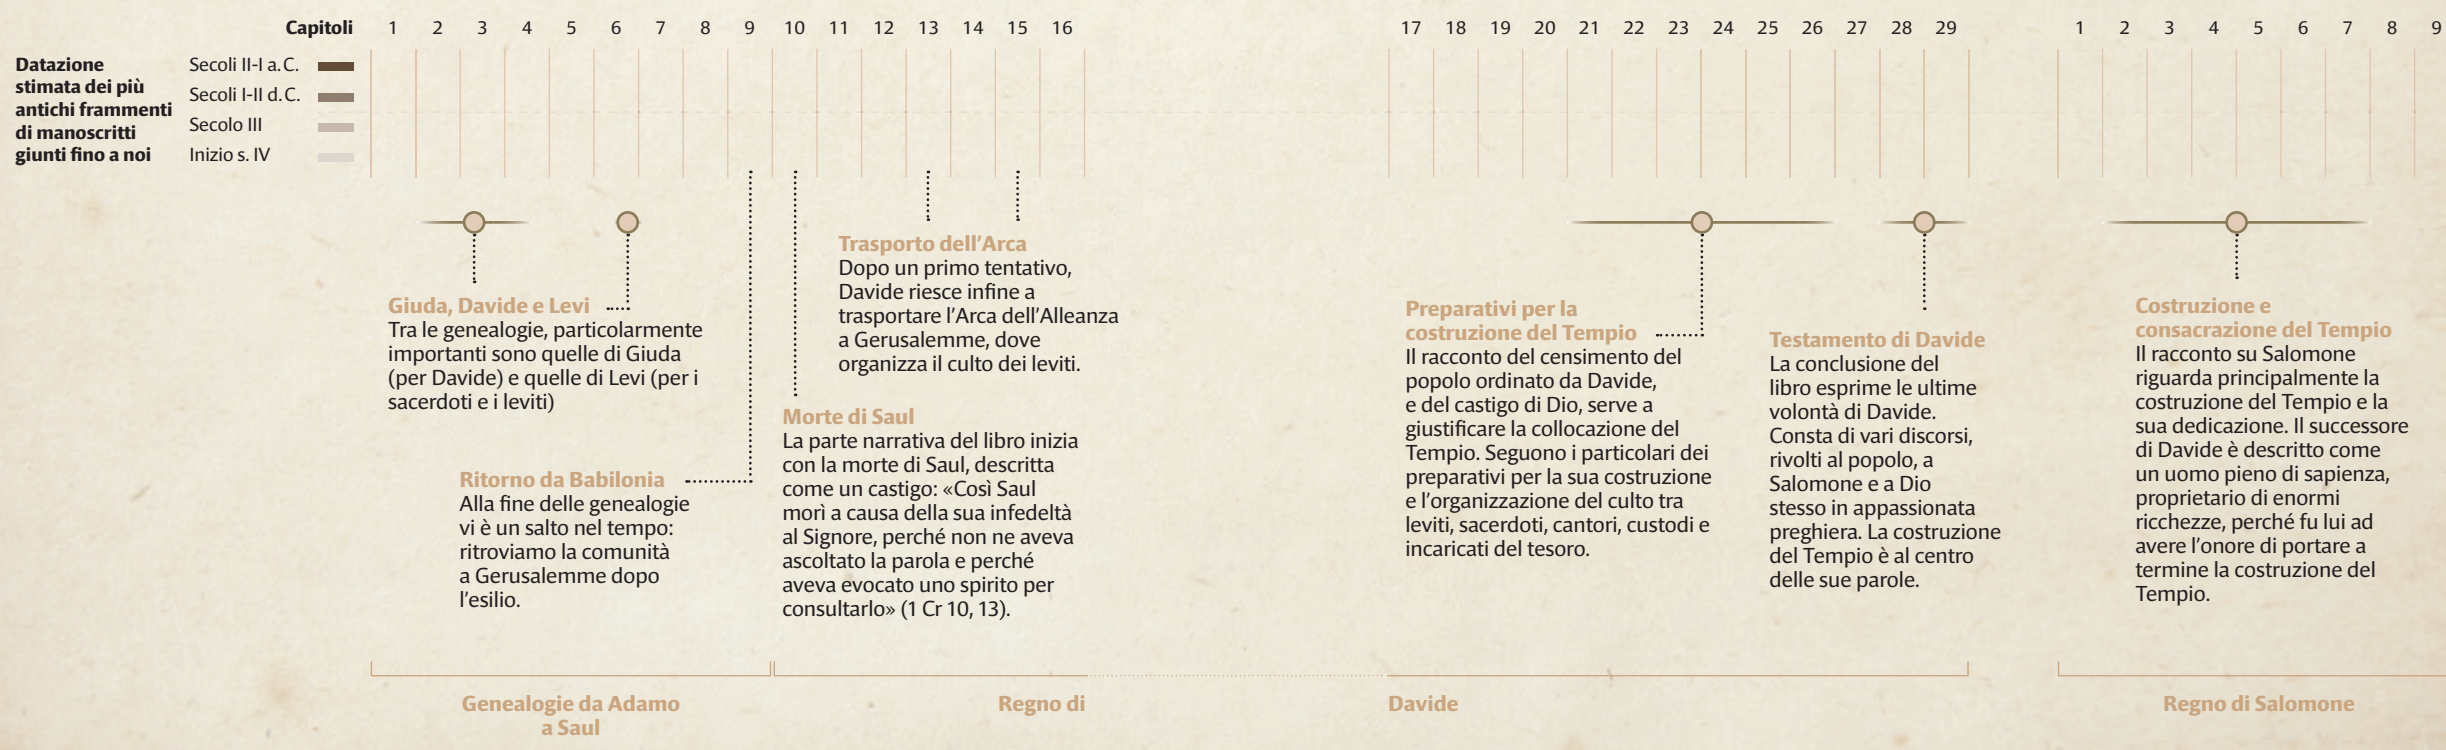 Capitoli 1 2 3 4 5 6 7 8 9 10 11 12 13 14 15 16 17 18 19 20 21 22 23 24 25 26 27 28 29 1 2 3 4 5 6 7 8 9
Datazione
stimata dei più
antichi frammenti
di manoscritti
giunti fino a noi
Secoli II-I a.C.
Secoli I-II d.C.
Secolo III
Inizio s. IV
Giuda, Davide e Levi
Tra le genealogie, particolarmente
importanti sono quelle di Giuda
(per Davide) e quelle di Levi (per i
sacerdoti e i leviti)
Ritorno da Babilonia
Alla fine delle genealogie
vi è un salto nel tempo:
ritroviamo la comunità
a Gerusalemme dopo
l'esilio.
Trasporto dell'Arca
Dopo un primo tentativo,
Davide riesce infine a
trasportare l'Arca dell'Alleanza
a Gerusalemme, dove
organizza il culto dei leviti.
Morte di Saul
La parte narrativa del libro inizia
con la morte di Saul, descritta
come un castigo: «Così Saul
morì a causa della sua infedeltà
al Signore, perché non ne aveva
ascoltato la parola e perché
aveva evocato uno spirito per
consultarlo» (1 Cr 10, 13).
Preparativi per la
costruzione del Tempio
Il racconto del censimento del
popolo ordinato da Davide,
e del castigo di Dio, serve a
giustificare la collocazione del
Tempio. Seguono i particolari dei
preparativi per la sua costruzione
e l'organizzazione del culto tra
leviti, sacerdoti, cantori, custodi e
incaricati del tesoro.
Testamento di Davide
La conclusione del
libro esprime le ultime
volontà di Davide.
Consta di vari discorsi,
rivolti al popolo, a
Salomone e a Dio
stesso in appassionata
preghiera. La costruzione
del Tempio è al centro
delle sue parole.
Costruzione e
consacrazione del Tempio
Il racconto su Salomone
riguarda principalmente la
costruzione del Tempio e la
sua dedicazione. Il successore
di Davide è descritto come
un uomo pieno di sapienza,
proprietario di enormi
ricchezze, perché fu lui ad
avere l'onore di portare a
termine la costruzione del
Tempio.
Genealogie da Adamo
a Saul
Regno di Davide
Regno di Salomone